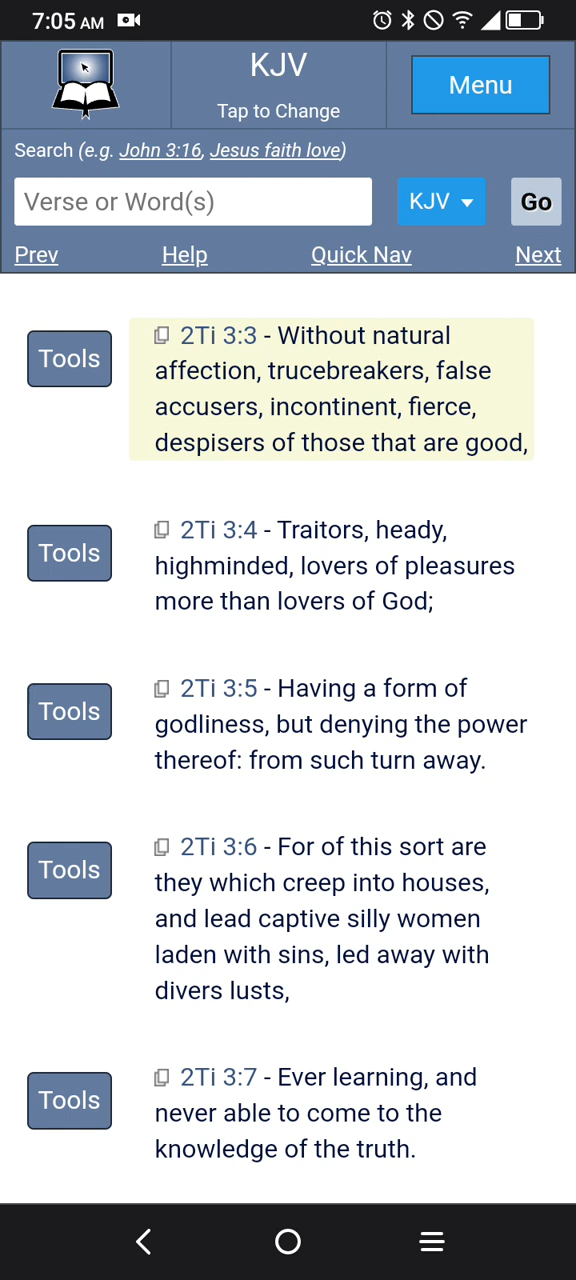 7:05 AM
KJV
Tap to Change
Menu
Search (e.g. John 3:16, Jesus faith love)
Verse or Word(s)
KJV
Go
Prev
Help
Quick Nav
Next
Tools
2Ti 3:3 - Without natural
affection, trucebreakers, false
accusers, incontinent, fierce,
despisers of those that are good,
Tools
2Ti 3:4 - Traitors, heady,
highminded, lovers of pleasures
more than lovers of God;
Tools
2Ti 3:5 - Having a form of
godliness, but denying the power
thereof: from such turn away.
Tools
2Ti 3:6 - For of this sort are
they which creep into houses,
and lead captive silly women
laden with sins, led away with
divers lusts,
Tools
2Ti 3:7 - Ever learning, and
never able to come to the
knowledge of the truth.